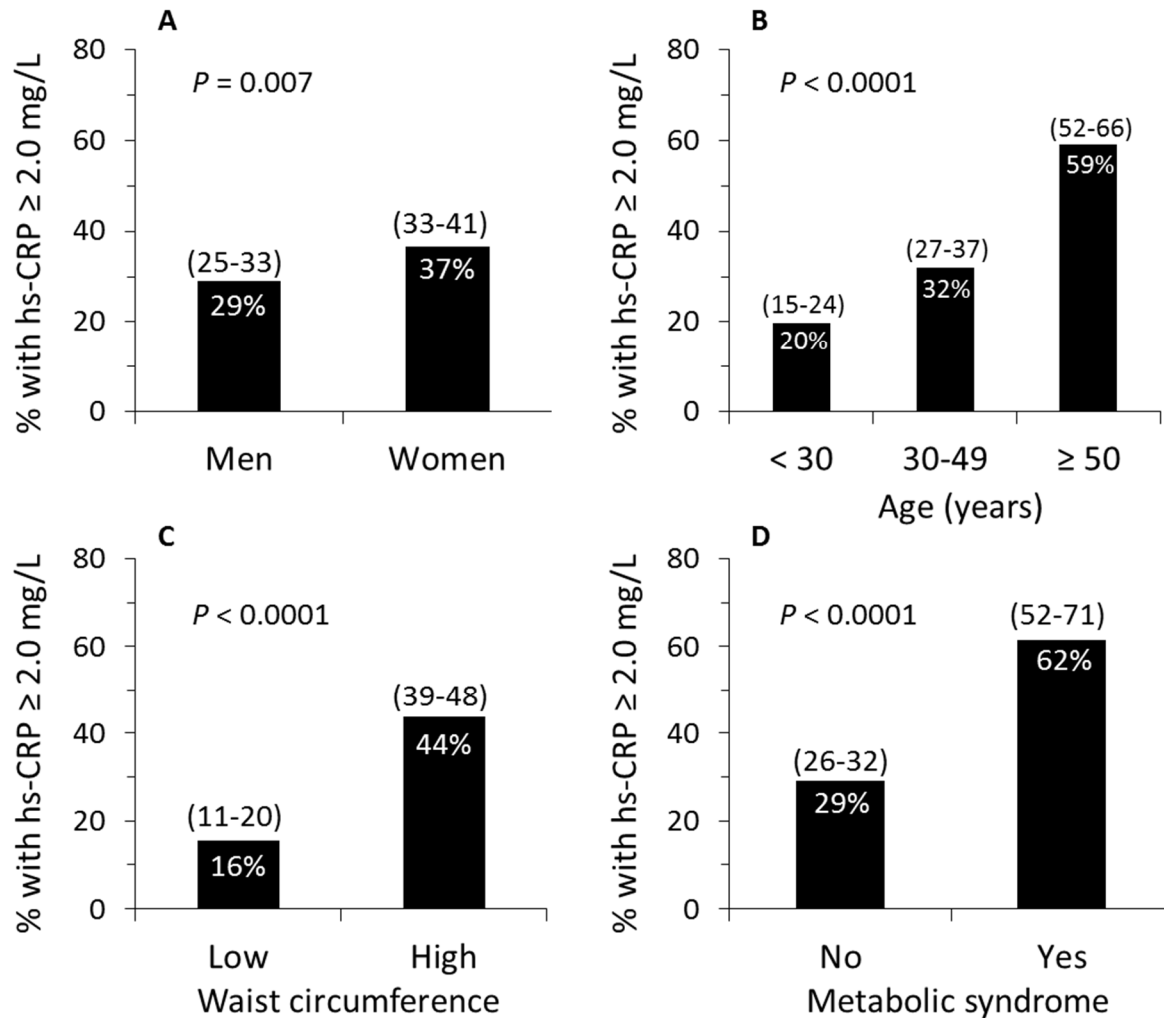 A
% with hs-CRP ≥ 2.0 mg/L
80
60
40
20
0
P = 0.007
(25-33)
29%
(33-41)
37%
Men Women
B
% with hs-CRP ≥ 2.0 mg/L
80
60
40
20
0
P < 0.0001
(15-24)
20%
(27-37)
32%
(52-66)
59%
< 30 30-49 ≥ 50
Age (years)
C
% with hs-CRP ≥ 2.0 mg/L
80
60
40
20
0
P < 0.0001
(11-20)
16%
(39-48)
44%
Low High
Waist circumference
D
% with hs-CRP ≥ 2.0 mg/L
80
60
40
20
0
P < 0.0001
(26-32)
29%
(52-71)
62%
No Yes
Metabolic syndrome